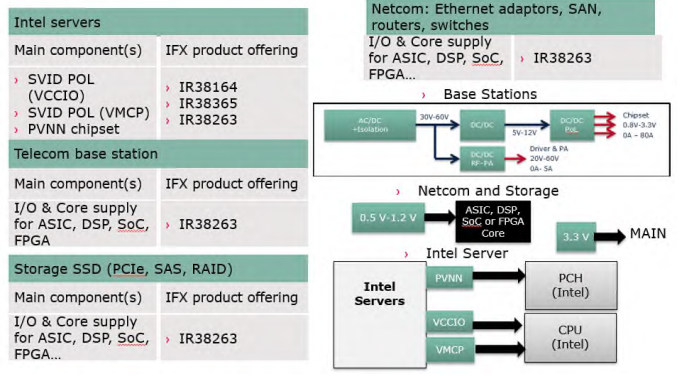 Intel servers
Main component(s)
IFX product offering
› SVID POL
(VCCIO)
› SVID POL (VMCP)
› PVNN chipset
› IR38164
› IR38365
› IR38263
Telecom base station
Main component(s)
IFX product offering
I/O & Core supply
for ASIC, DSP, SoC,
FPGA
› IR38263
Storage SSD (PCIe, SAS, RAID)
Main component(s)
IFX product offering
I/O & Core supply
for ASIC, DSP, SoC,
FPGA…
› IR38263
Netcom: Ethernet adaptors, SAN,
routers, switches
I/O & Core supply
for ASIC, DSP, SoC,
FPGA…
› IR38263
› Base Stations
AC/DC
+Isolation
30V-60V
DC/DC
5V-12V
DC/DC
PoL
Chipset
0.8V-3.3V
0A – 80A
DC/DC
RF-PA
Driver & PA
20V-60V
0A- 5A
› Netcom and Storage
0.5 V-1.2 V
ASIC, DSP,
SoC or FPGA
Core
3.3 V
MAIN
› Intel Server
Intel
Servers
PVNN
PCH
(Intel)
VCCIO
VMCP
CPU
(Intel)